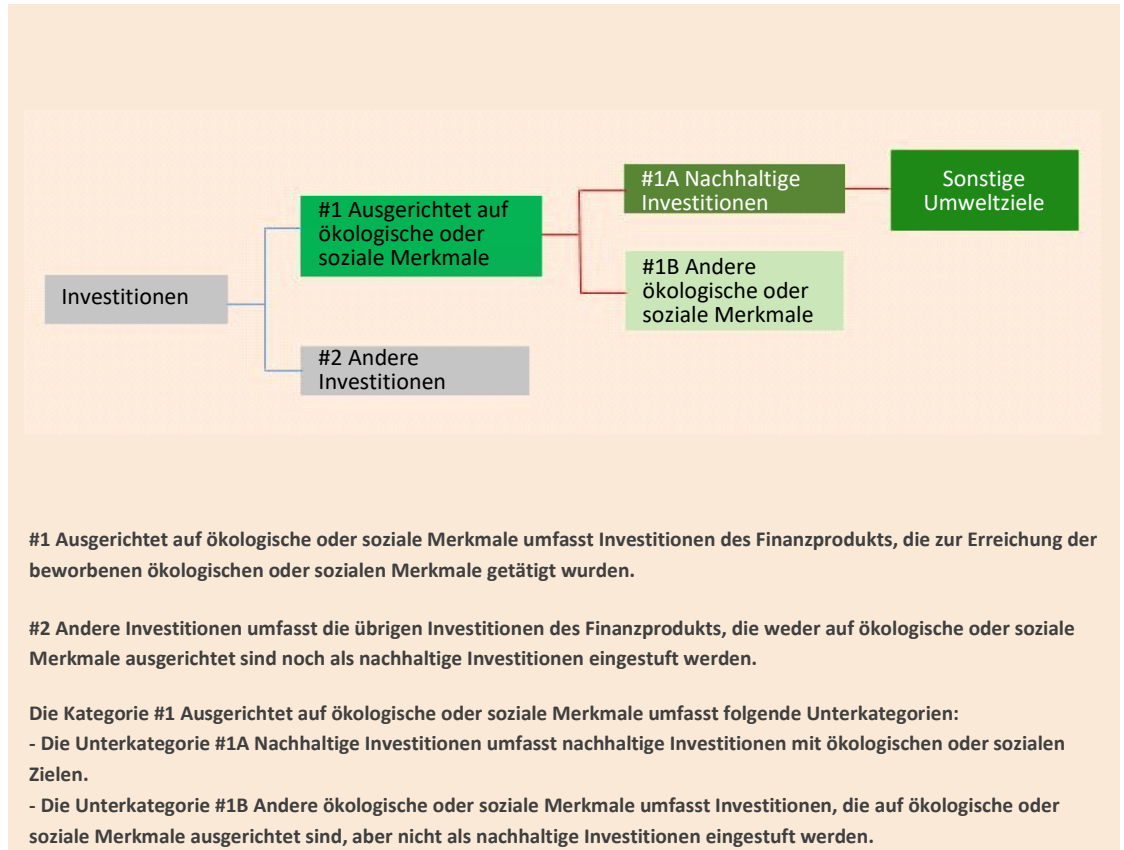 #1A Nachhaltige
Investitionen
Sonstige
Umweltziele
#1 Ausgerichtet auf
ökologische oder
soziale Merkmale
#1B Andere
ökologische oder
soziale Merkmale
Investitionen
#2 Andere
Investitionen
#1 Ausgerichtet auf ökologische oder soziale Merkmale umfasst Investitionen des Finanzprodukts, die zur Erreichung der
beworbenen ökologischen oder sozialen Merkmale getätigt wurden.
#2 Andere Investitionen umfasst die übrigen Investitionen des Finanzprodukts, die weder auf ökologische oder soziale
Merkmale ausgerichtet sind noch als nachhaltige Investitionen eingestuft werden.
Die Kategorie #1 Ausgerichtet auf ökologische oder soziale Merkmale umfasst folgende Unterkategorien:
- Die Unterkategorie #1A Nachhaltige Investitionen umfasst nachhaltige Investitionen mit ökologischen oder sozialen
Zielen.
- Die Unterkategorie #1B Andere ökologische oder soziale Merkmale umfasst Investitionen, die auf ökologische oder
soziale Merkmale ausgerichtet sind, aber nicht als nachhaltige Investitionen eingestuft werden.